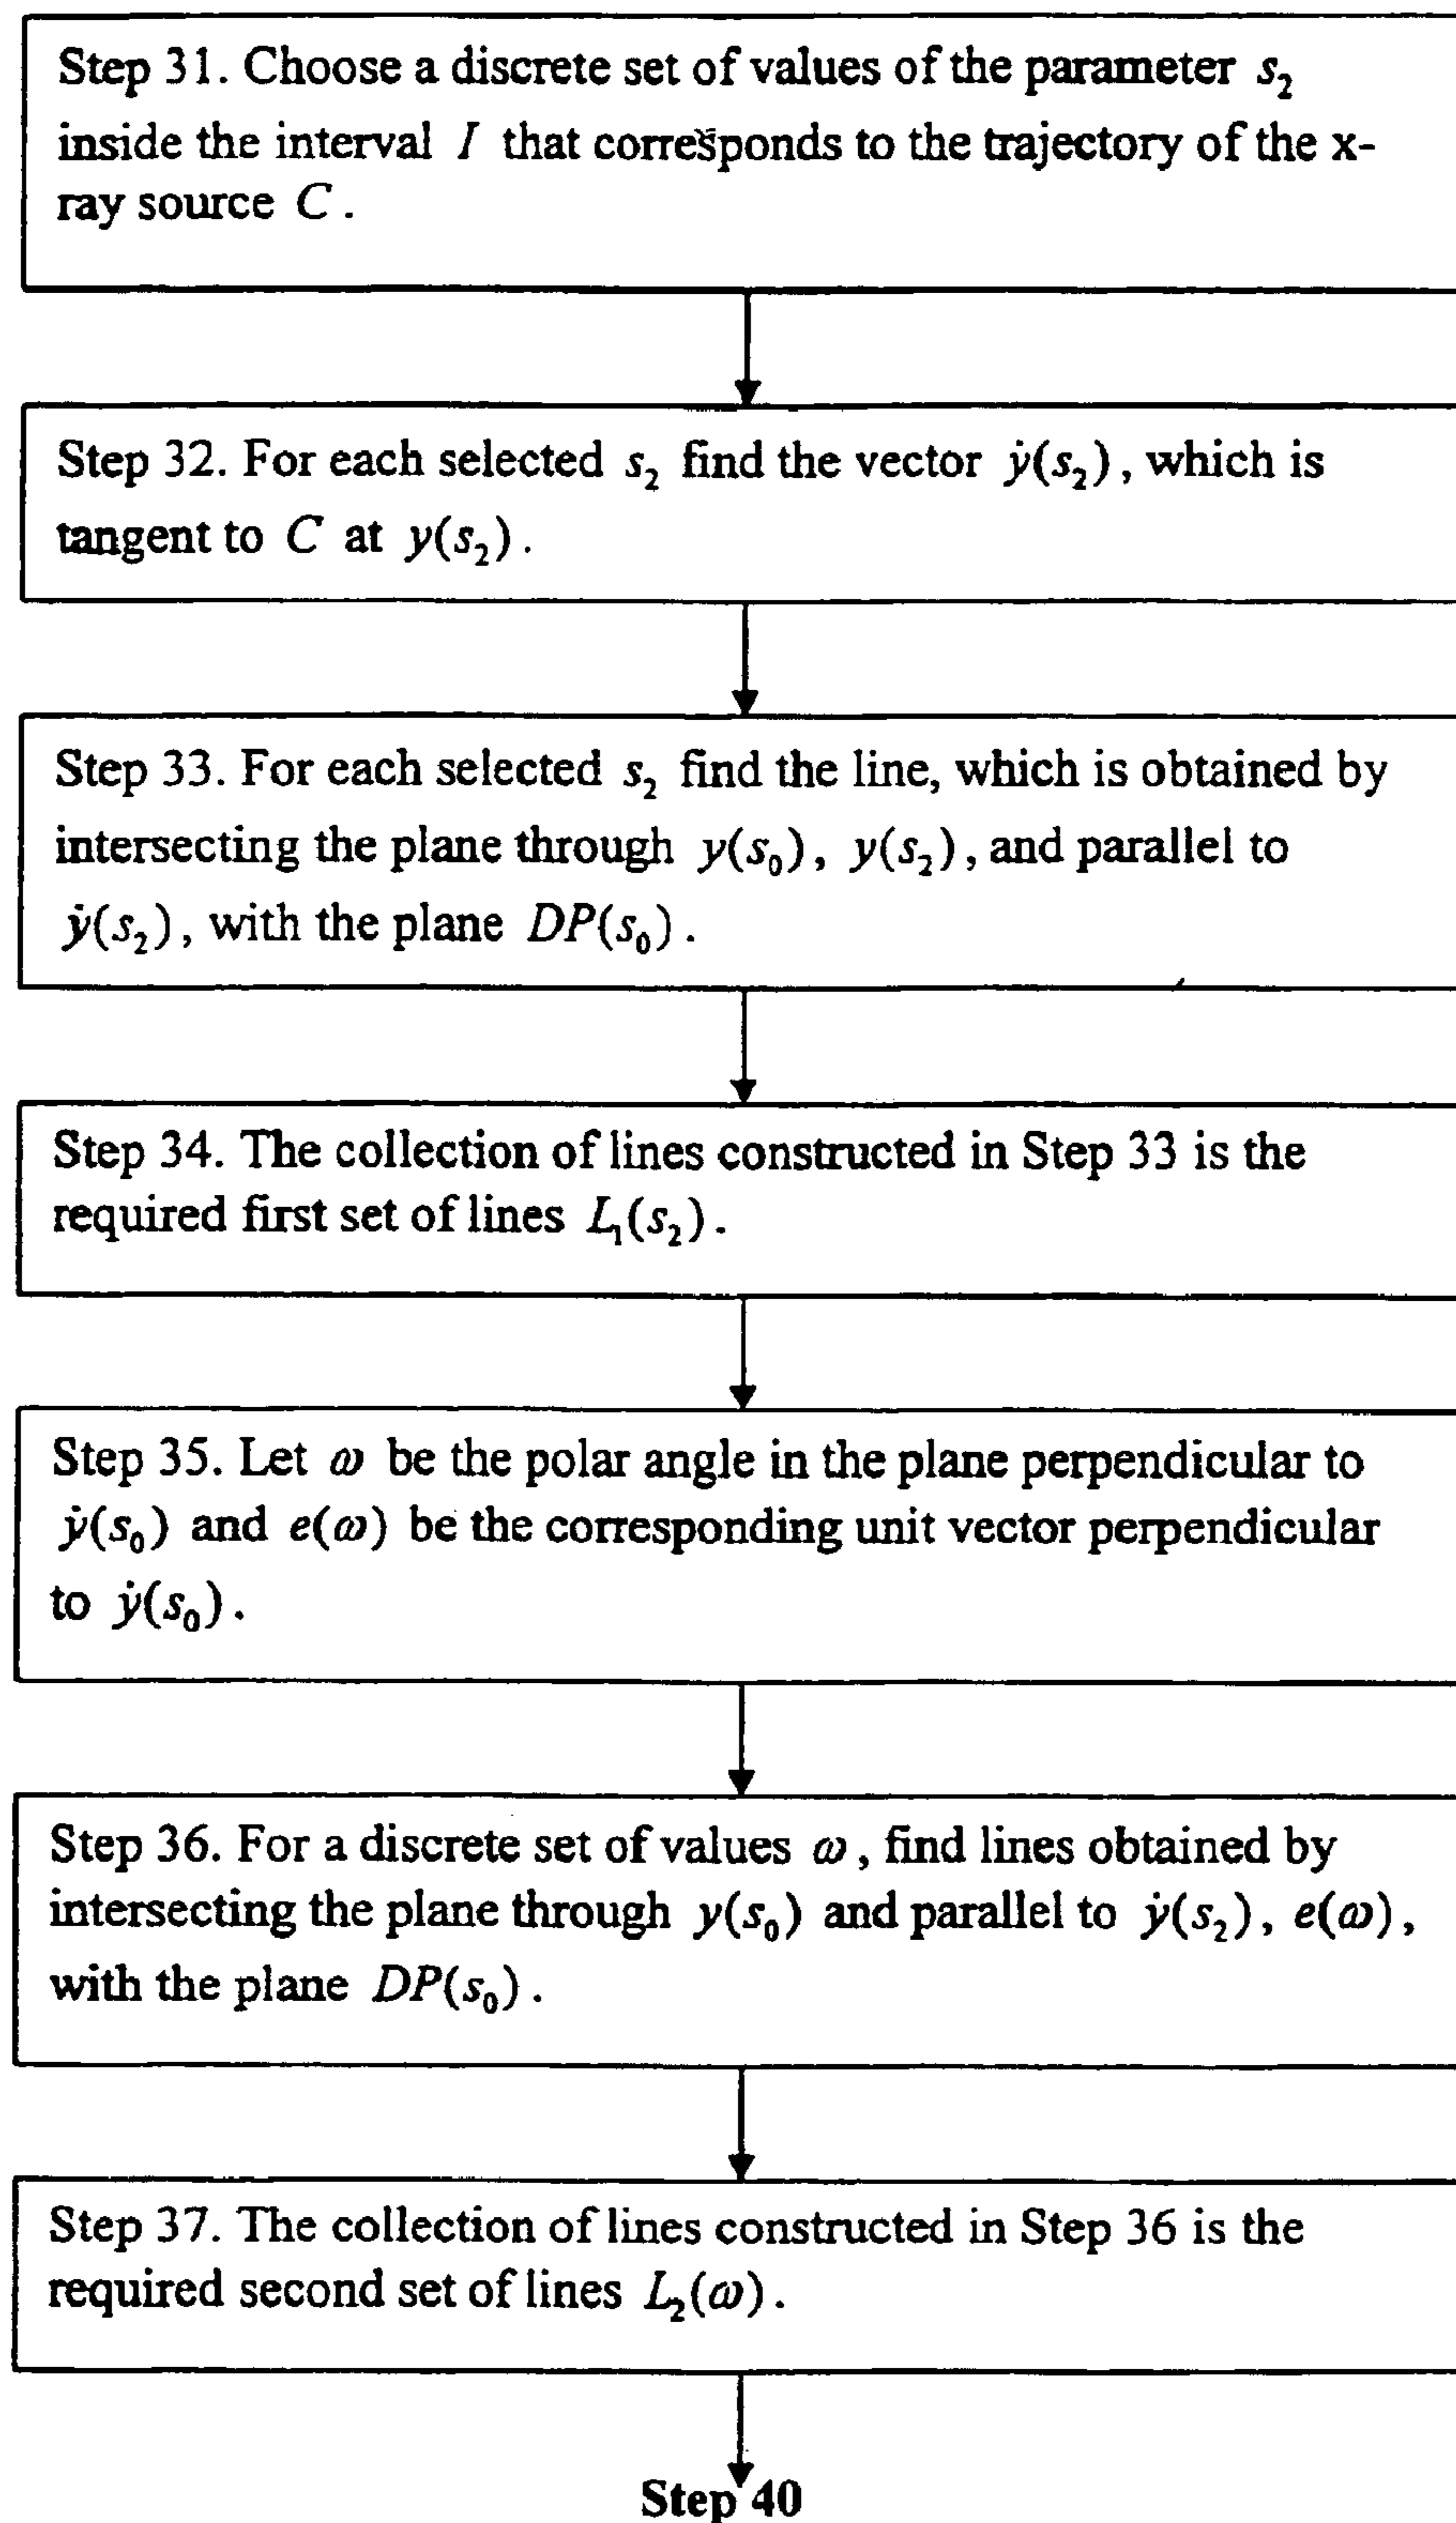 Step 31. Choose a discrete set of values of the parameter s₂
inside the interval I that corresponds to the trajectory of the x-
ray source C.
Step 32. For each selected s₂ find the vector ẏ(s₂), which is
tangent to C at y(s₂).
Step 33. For each selected s₂ find the line, which is obtained by
intersecting the plane through y(s₀), y(s₂), and parallel to
ẏ(s₂), with the plane DP(s₀).
Step 34. The collection of lines constructed in Step 33 is the
required first set of lines L₁(s₂).
Step 35. Let ω be the polar angle in the plane perpendicular to
ẏ(s₀) and e(ω) be the corresponding unit vector perpendicular
to ẏ(s₀).
Step 36. For a discrete set of values ω, find lines obtained by
intersecting the plane through y(s₀) and parallel to ẏ(s₂), e(ω),
with the plane DP(s₀).
Step 37. The collection of lines constructed in Step 36 is the
required second set of lines L₂(ω).
Step 40